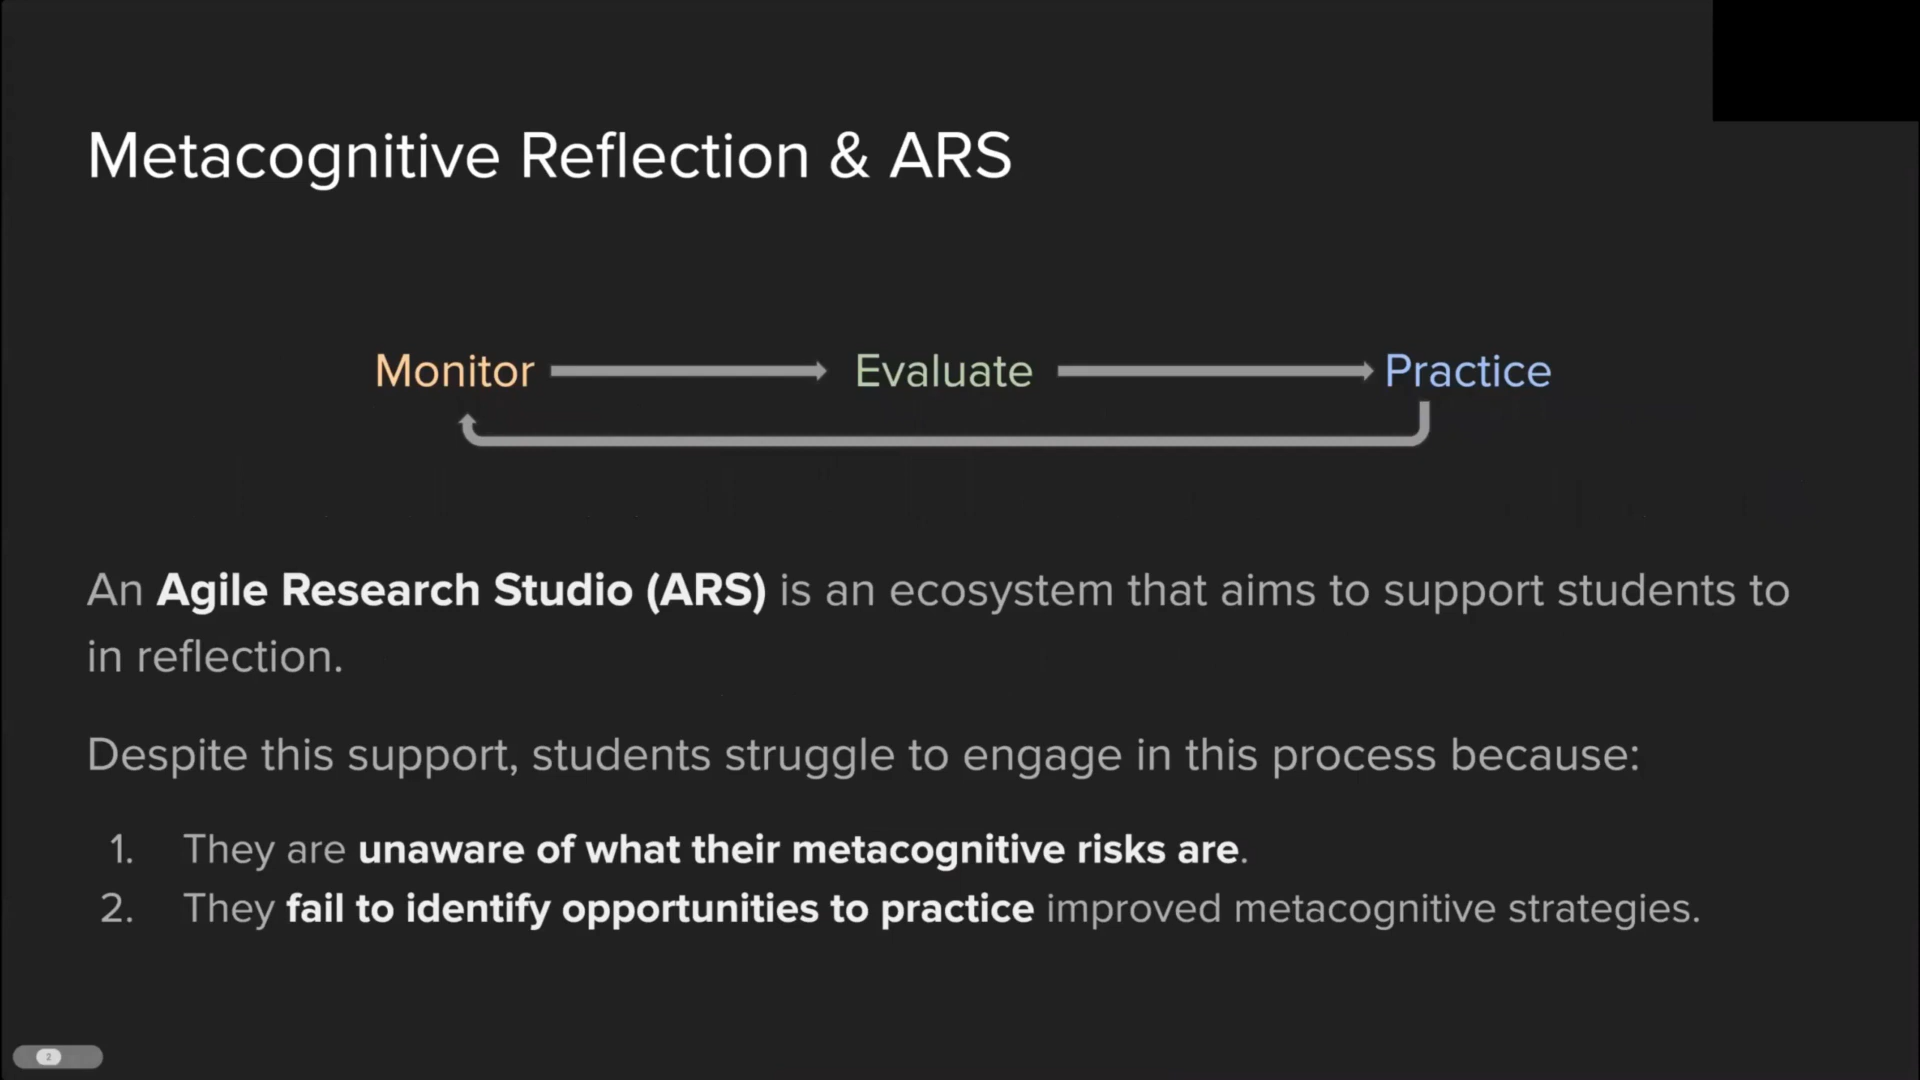 Metacognitive Reflection & ARS
Monitor Evaluate Practice
An Agile Research Studio (ARS) is an ecosystem that aims to support students to
in reflection.
Despite this support, students struggle to engage in this process because:
1. They are unaware of what their metacognitive risks are.
2. They fail to identify opportunities to practice improved metacognitive strategies.
2